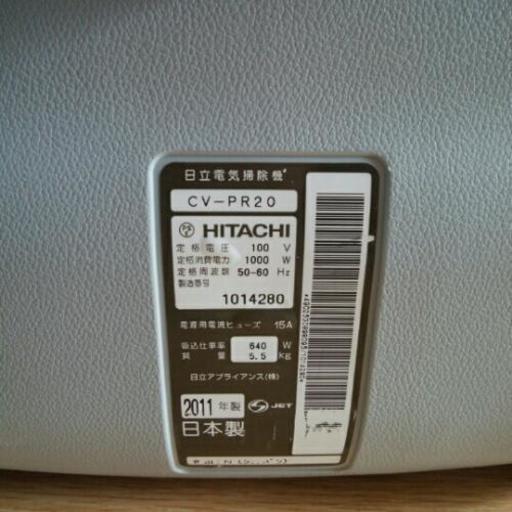 日立電気掃除機
CV-PR20
HITACHI
定格電圧 100 V
定格消費電力 1000 W
定格周波数 50-60 Hz
製造番号
1014280
電源用電流ヒューズ 15A
吸込仕事率 640 W
質量 5.5 kg
日立アプライアンス(株)
2011 年製 JET
日本製